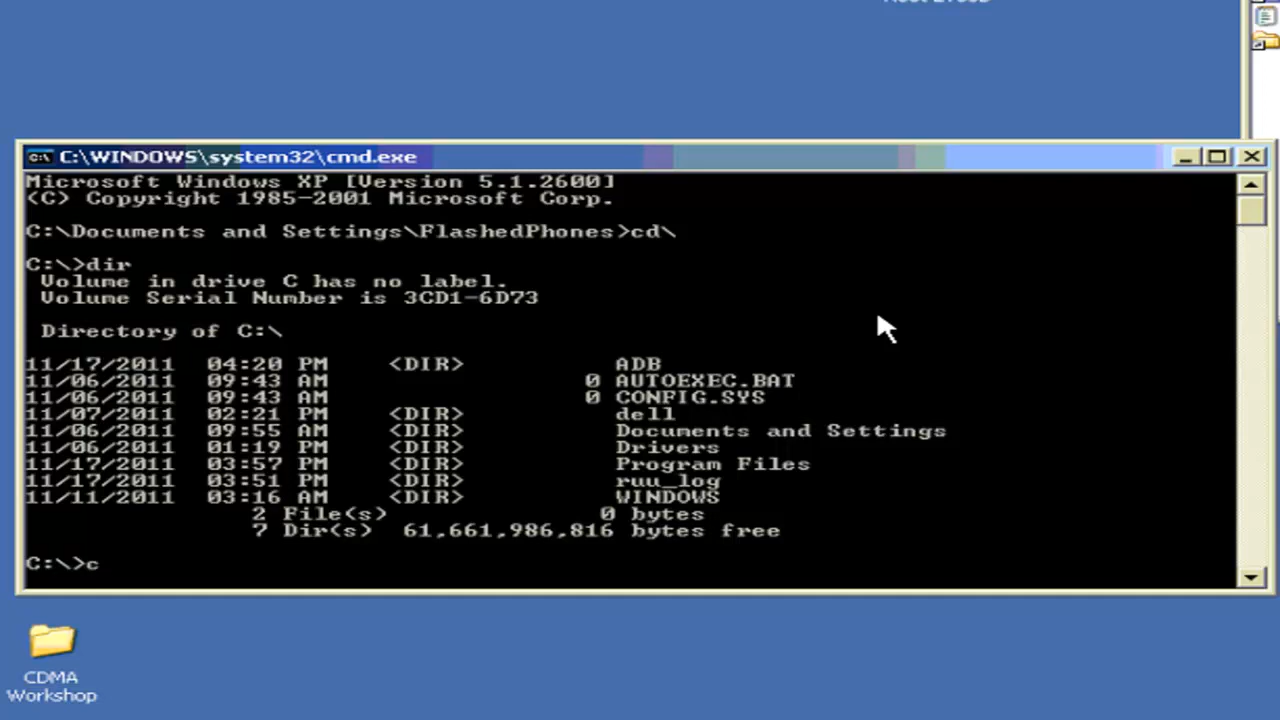 C:\WINDOWS\system32\cmd.exe
Microsoft Windows XP [Version 5.1.2600]
(C) Copyright 1985-2001 Microsoft Corp.
C:\Documents and Settings\FlashedPhones>cd\
C:\>dir
Volume in drive C has no label.
Volume Serial Number is 3CD1-6D73
Directory of C:\
11/17/2011 04:20 PM <DIR> ADB
11/06/2011 09:43 AM 0 AUTOEXEC.BAT
11/06/2011 09:43 AM 0 CONFIG.SYS
11/07/2011 02:21 PM <DIR> dell
11/06/2011 09:55 AM <DIR> Documents and Settings
11/06/2011 01:19 PM <DIR> Drivers
11/17/2011 03:57 PM <DIR> Program Files
11/17/2011 03:51 PM <DIR> ruu_log
11/11/2011 03:16 AM <DIR> WINDOWS
2 File(s) 0 bytes
7 Dir(s) 61,661,986,816 bytes free
C:\>c
CDMA
Workshop